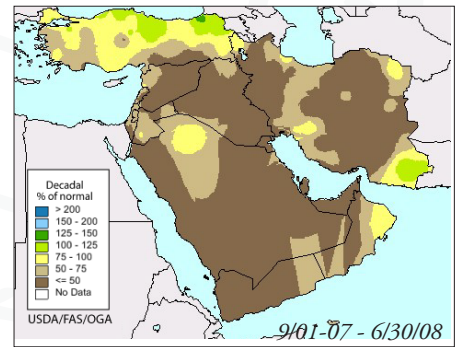 Decadal
% of normal
> 200
150 - 200
125 - 150
100 - 125
75 - 100
50 - 75
<= 50
No Data
USDA/FAS/OGA
9/01-07 - 6/30/08